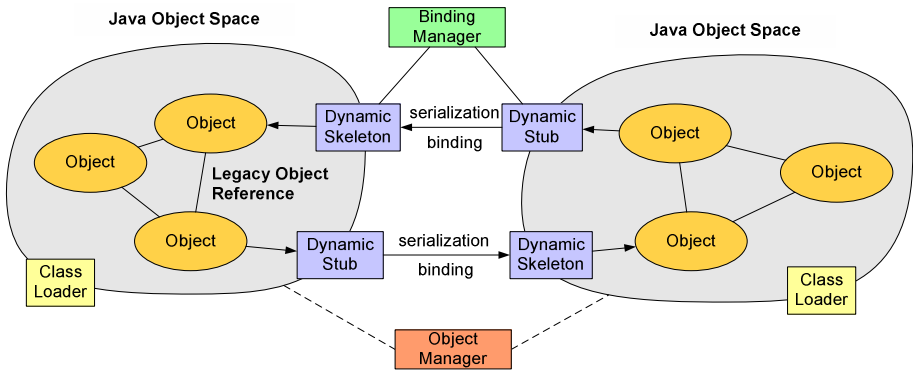 Java Object Space
Binding
Manager
Java Object Space
Dynamic
Skeleton
serialization
binding
Dynamic
Stub
Object
Object
Object
Object
Legacy Object
Reference
Object
Object
Dynamic
Stub
serialization
binding
Dynamic
Skeleton
Class
Loader
Class
Loader
Object
Manager